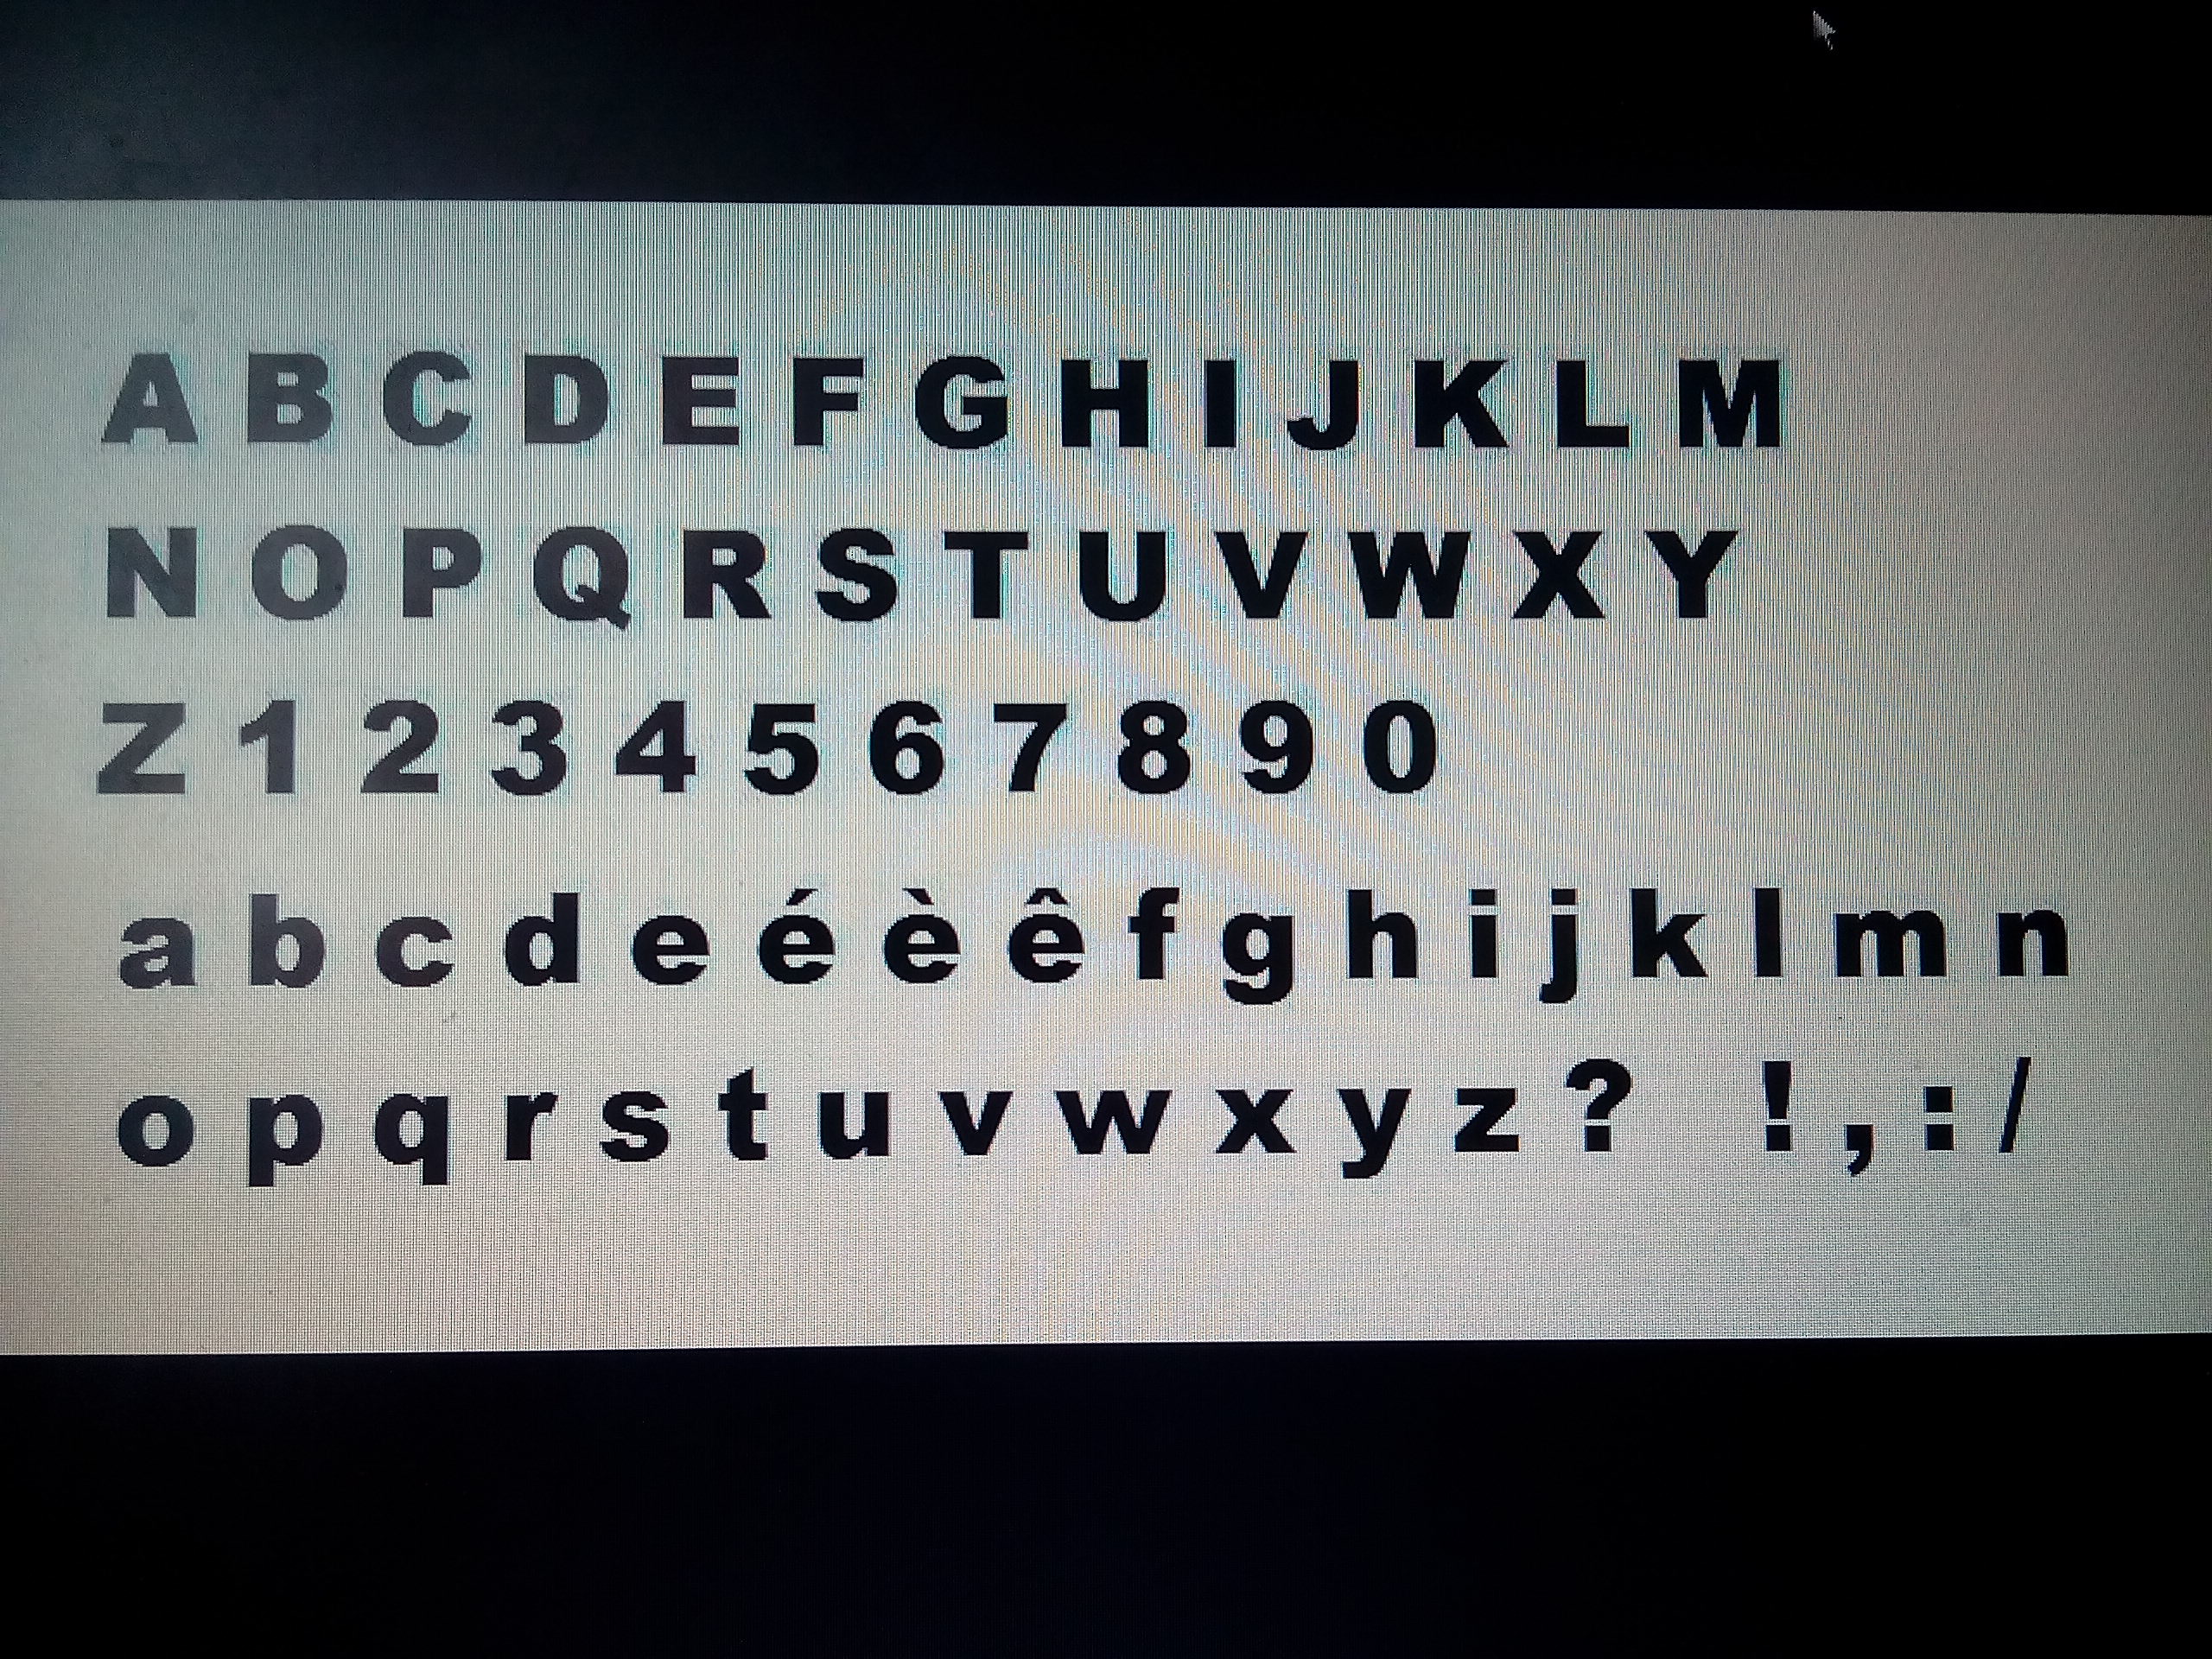 A B C D E F G H I J K L M
N O P Q R S T U V W X Y
Z 1 2 3 4 5 6 7 8 9 0
a b c d e é è ê f g h i j k l m n
o p q r s t u v w x y z ? ! , : /